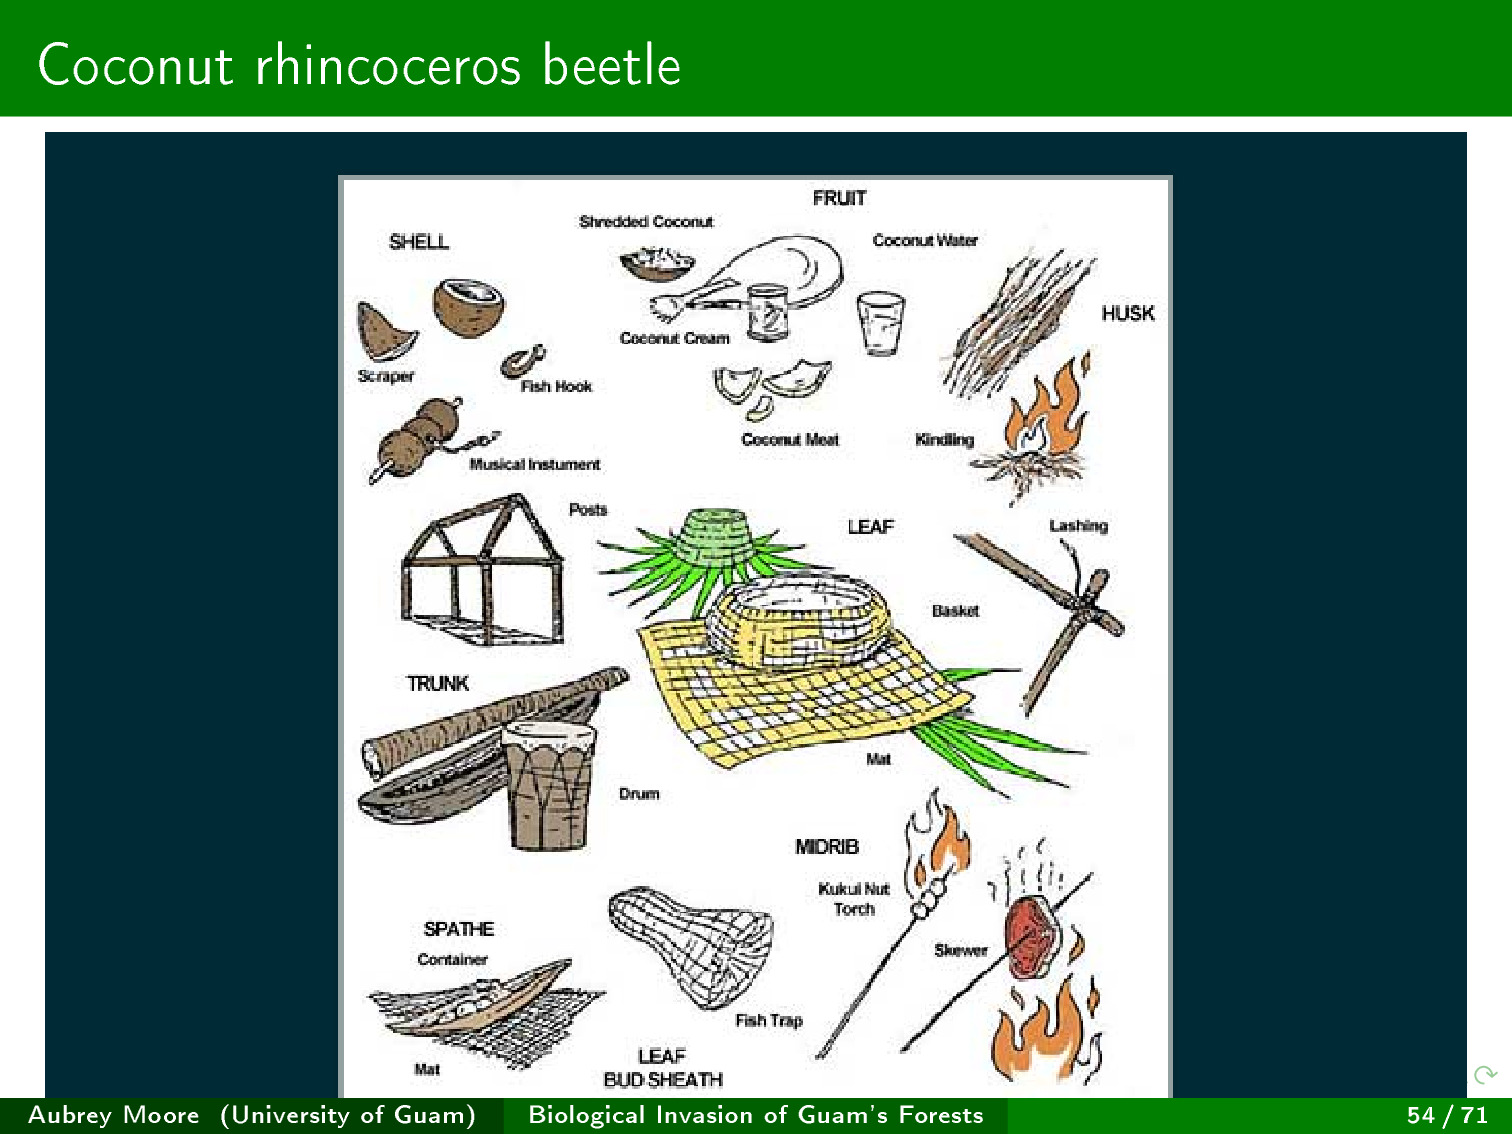 Coconut rhincoceros beetle
FRUIT
Shredded Coconut
SHELL
Coconut Water
HUSK
Coconut Cream
Scraper
Fish Hook
Coconut Meat
Kindling
Musical Instument
Posts
LEAF
Lashing
Basket
TRUNK
Mat
Drum
MIDRIB
Kukui Nut
Torch
SPATHE
Container
Skewer
Fish Trap
Mat
LEAF
BUD SHEATH
Aubrey Moore (University of Guam)
Biological Invasion of Guam's Forests
54 / 71